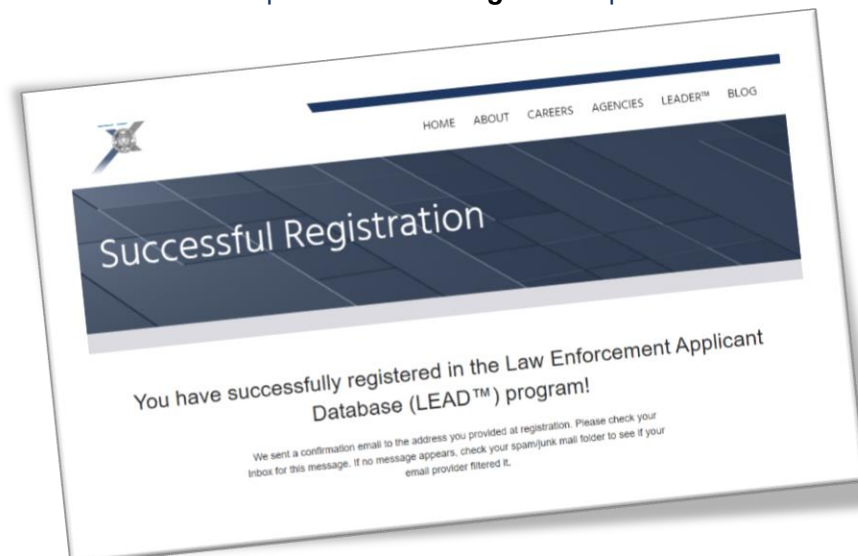 HOME ABOUT CAREERS AGENCIES LEADER™ BLOG
Successful Registration
You have successfully registered in the Law Enforcement Applicant
Database (LEAD™) program!
We sent a confirmation email to the address you provided at registration. Please check your
Inbox for this message. If no message appears, check your spam/junk mail folder to see if your
email provider filtered it.